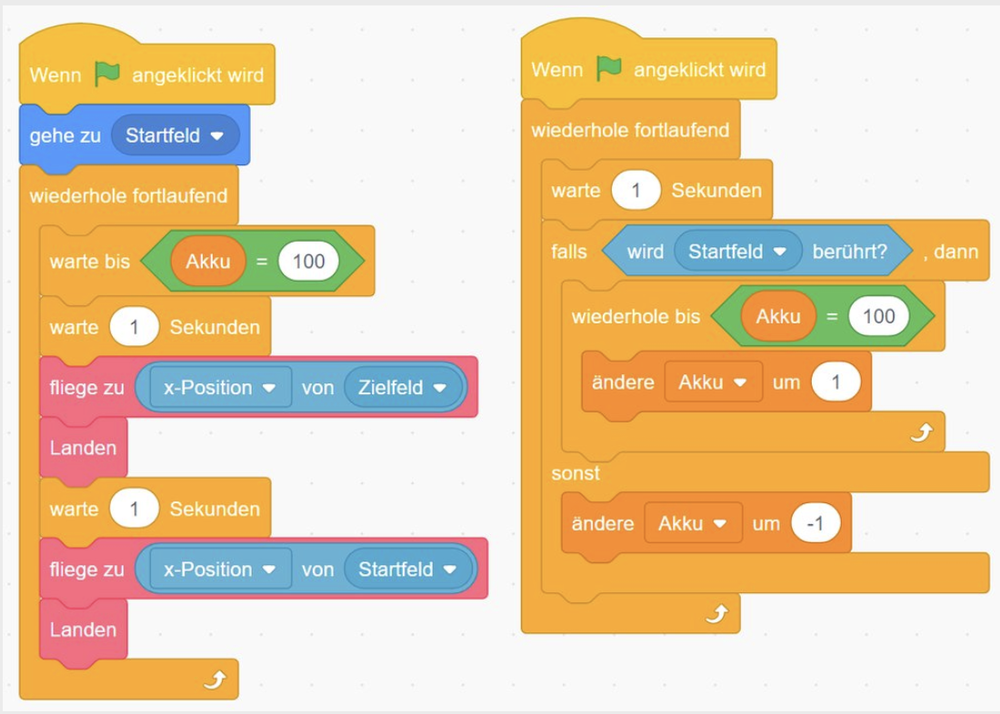 Wenn angeklickt wird
gehe zu Startfeld
wiederhole fortlaufend
warte bis Akku = 100
warte 1 Sekunden
fliege zu x-Position von Zielfeld
Landen
warte 1 Sekunden
fliege zu x-Position von Startfeld
Landen
Wenn angeklickt wird
wiederhole fortlaufend
warte 1 Sekunden
falls wird Startfeld berührt? , dann
wiederhole bis Akku = 100
ändere Akku um 1
sonst
ändere Akku um -1